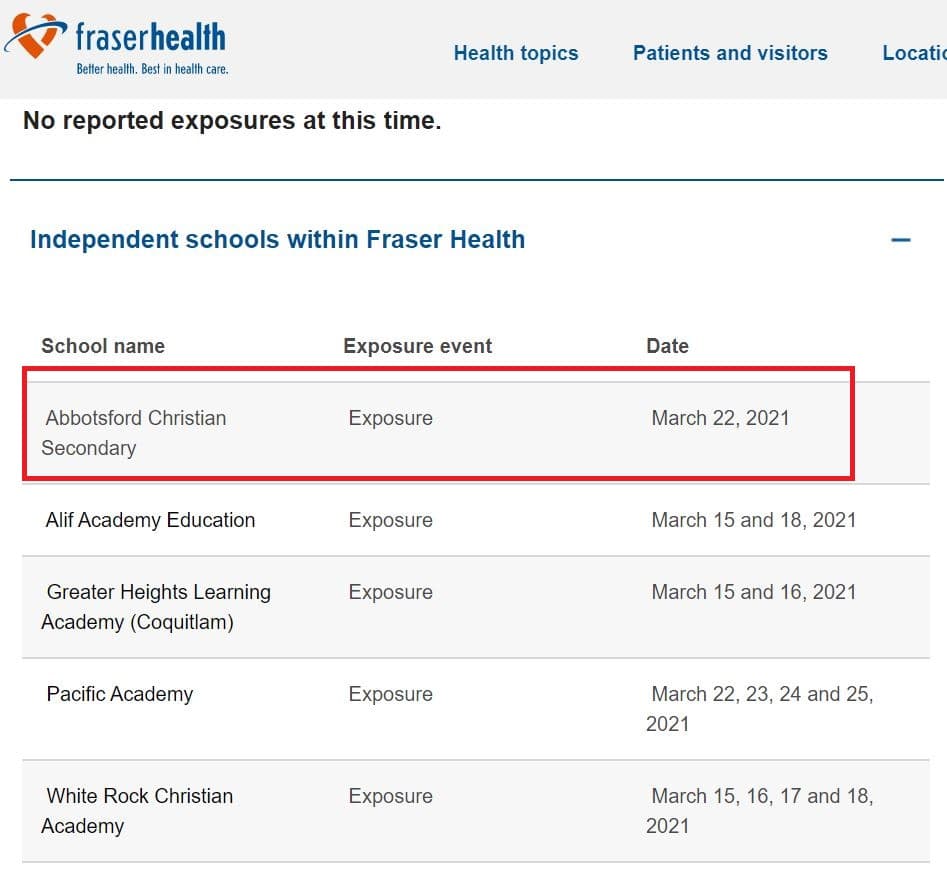 fraserhealth
Better health. Best in health care.
Health topics Patients and visitors Locatio
No reported exposures at this time.
Independent schools within Fraser Health
School name Exposure event Date
Abbotsford Christian Exposure March 22, 2021
Secondary
Alif Academy Education Exposure March 15 and 18, 2021
Greater Heights Learning Exposure March 15 and 16, 2021
Academy (Coquitlam)
Pacific Academy Exposure March 22, 23, 24 and 25,
2021
White Rock Christian Exposure March 15, 16, 17 and 18,
Academy 2021